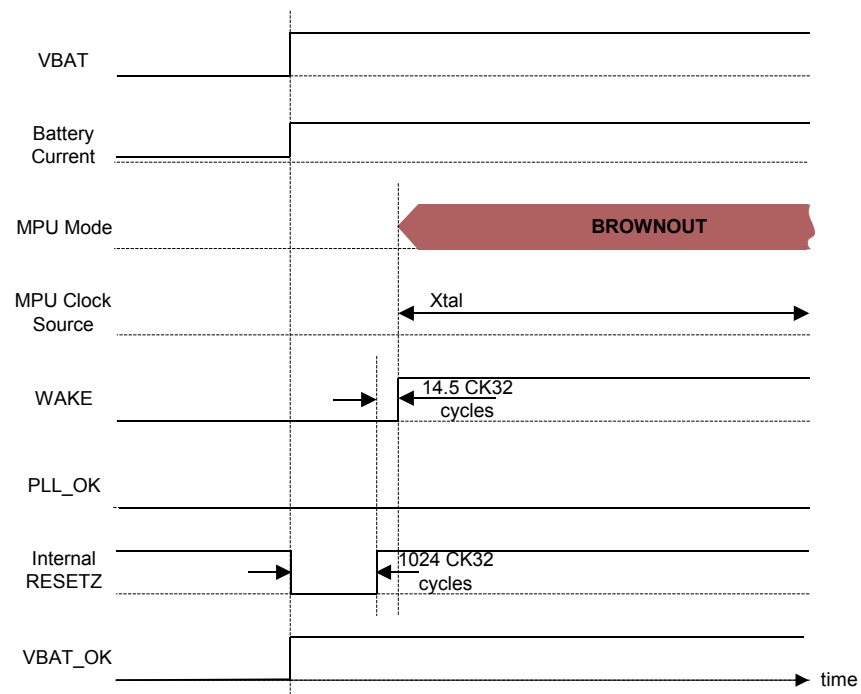 VBAT
Battery
Current
MPU Mode
BROWNOUT
MPU Clock
Source
Xtal
WAKE
14.5 CK32
cycles
PLL_OK
Internal
RESETZ
1024 CK32
cycles
VBAT_OK
time